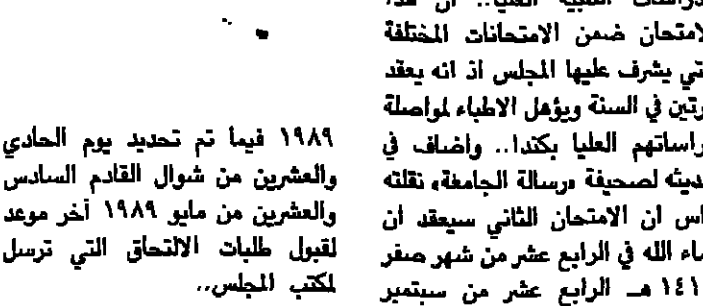 الامتحان ضمن الامتحانات المختلفة
التي يشرف عليها المجلس اذ انه يعقد
مرتين في السنة ويؤهل الاطباء لمواصلة
دراساتهم العليا بكندا.. واضاف في
حديثه لصحيفة «رسالة الجامعة» نقلته
واس ان الامتحان الثاني سيعقد ان
شاء الله في الرابع عشر من شهر صفر
١٤١ هـ الرابع عشر من سبتمبر
١٩٨٩ فيما تم تحديد يوم الحادي
والعشرين من شوال القادم السادس
والعشرين من مايو ١٩٨٩ آخر موعد
لقبول طلبات الالتحاق التي ترسل
لمكتب المجلس..